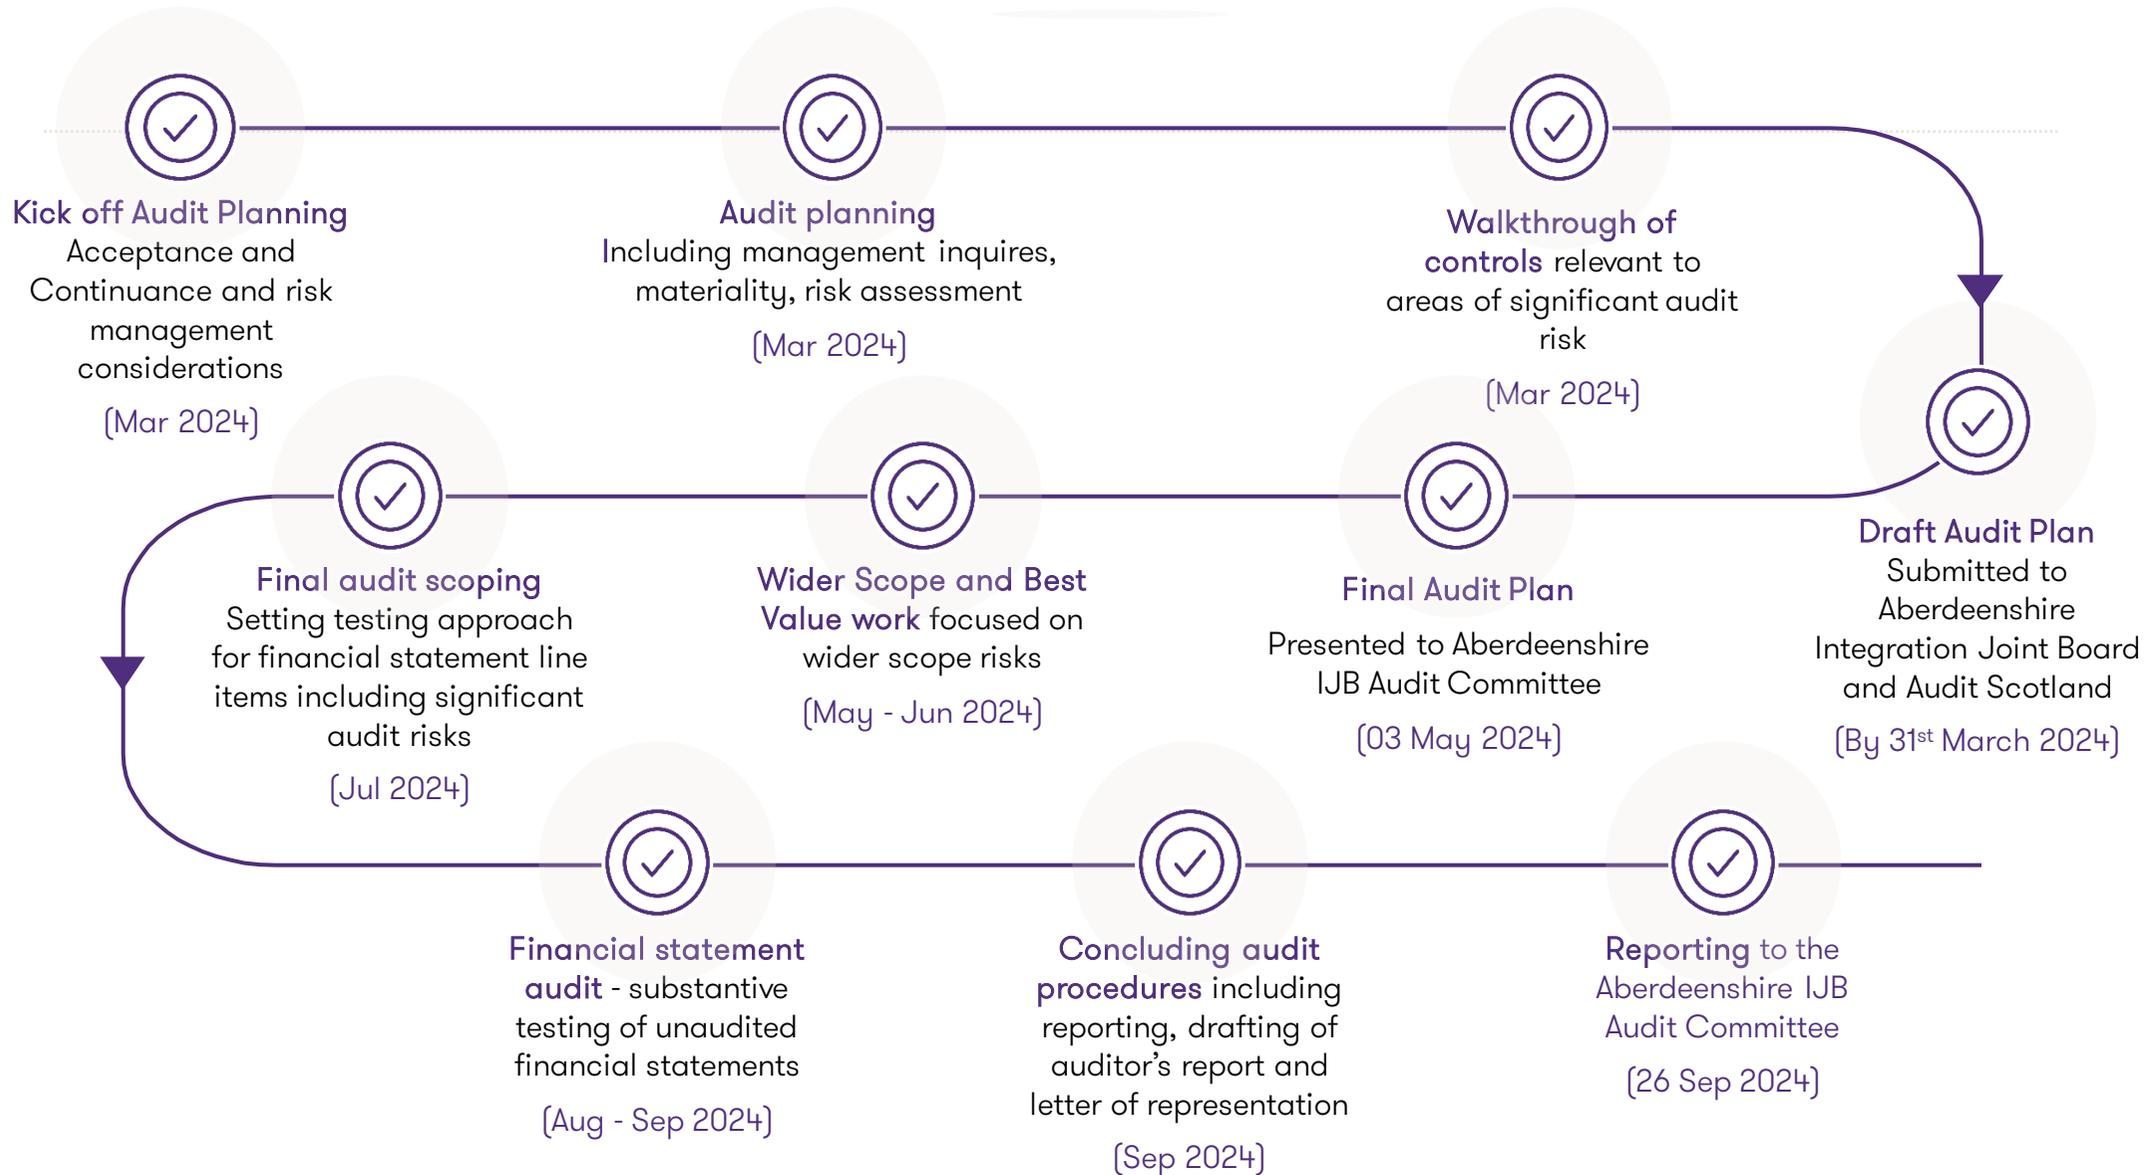 Kick off Audit Planning
Acceptance and
Continuance and risk
management
considerations
(Mar 2024)
Audit planning
Including management inquires,
materiality, risk assessment
(Mar 2024)
Walkthrough of
controls relevant to
areas of significant audit
risk
(Mar 2024)
Draft Audit Plan
Submitted to
Aberdeenshire
Integration Joint Board
and Audit Scotland
(By 31st March 2024)
Final Audit Plan
Presented to Aberdeenshire
IJB Audit Committee
(03 May 2024)
Wider Scope and Best
Value work focused on
wider scope risks
(May - Jun 2024)
Final audit scoping
Setting testing approach
for financial statement line
items including significant
audit risks
(Jul 2024)
Financial statement
audit - substantive
testing of unaudited
financial statements
(Aug - Sep 2024)
Concluding audit
procedures including
reporting, drafting of
auditor’s report and
letter of representation
(Sep 2024)
Reporting to the
Aberdeenshire IJB
Audit Committee
(26 Sep 2024)